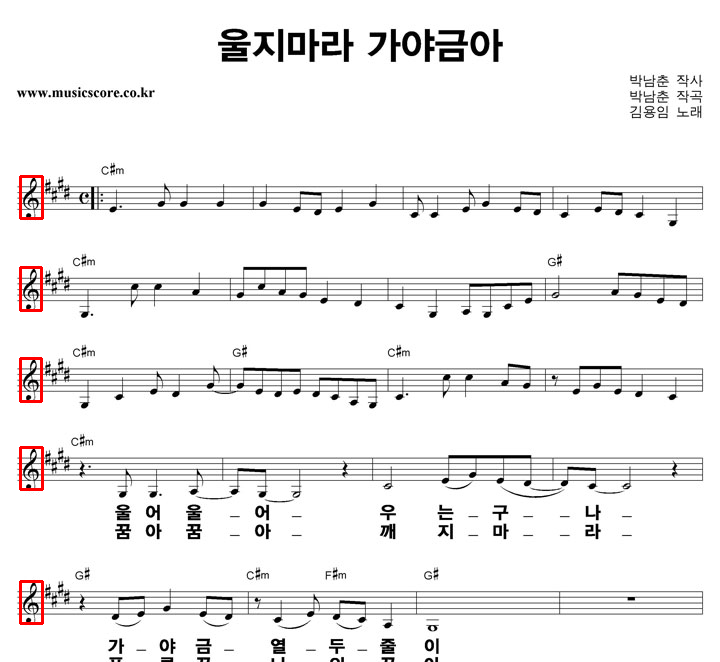 울지마라 가야금아
www.musicscore.co.kr
박남춘 작사
박남춘 작곡
김용임 노래
C#m
C#m G#
C#m G# C#m
C#m
울 어 울 _ 어 _ 우 는 _ 구 _ 나 _
꿈 아 꿈 _ 아 _ 깨 지 _ 마 _ 라 _
G# C#m F#m G#
가 _ 야 금 _ 열 _ 두 _ 줄 이